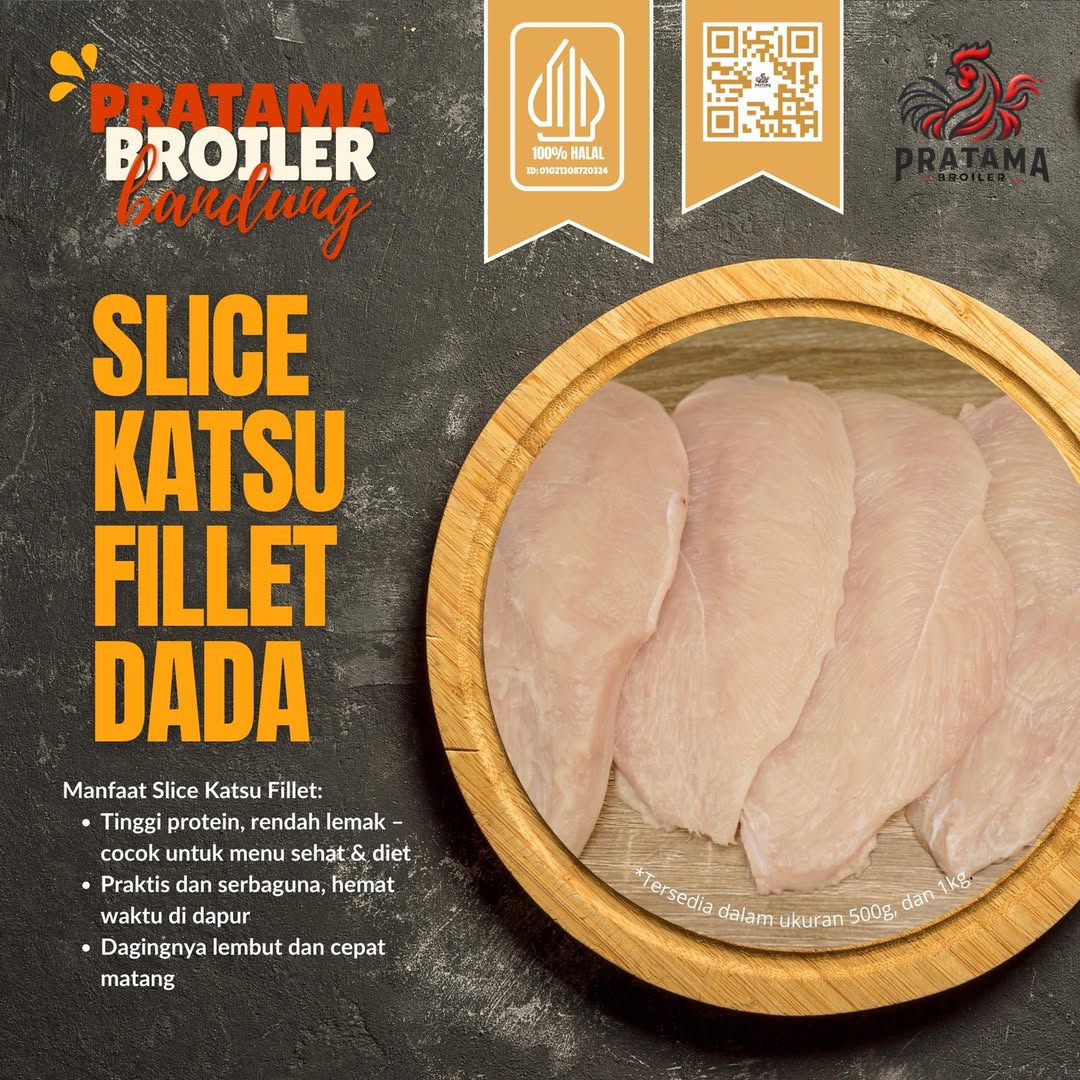 PRATAMA
BROILER
bandung
100% HALAL
ID: 01021308720324
PRATAMA
BROILER
SLICE
KATSU
FILLET
DADA
Manfaat Slice Katsu Fillet:
• Tinggi protein, rendah lemak –
cocok untuk menu sehat & diet
• Praktis dan serbaguna, hemat
waktu di dapur
• Dagingnya lembut dan cepat
matang
*Tersedia dalam ukuran 500g, dan 1kg.